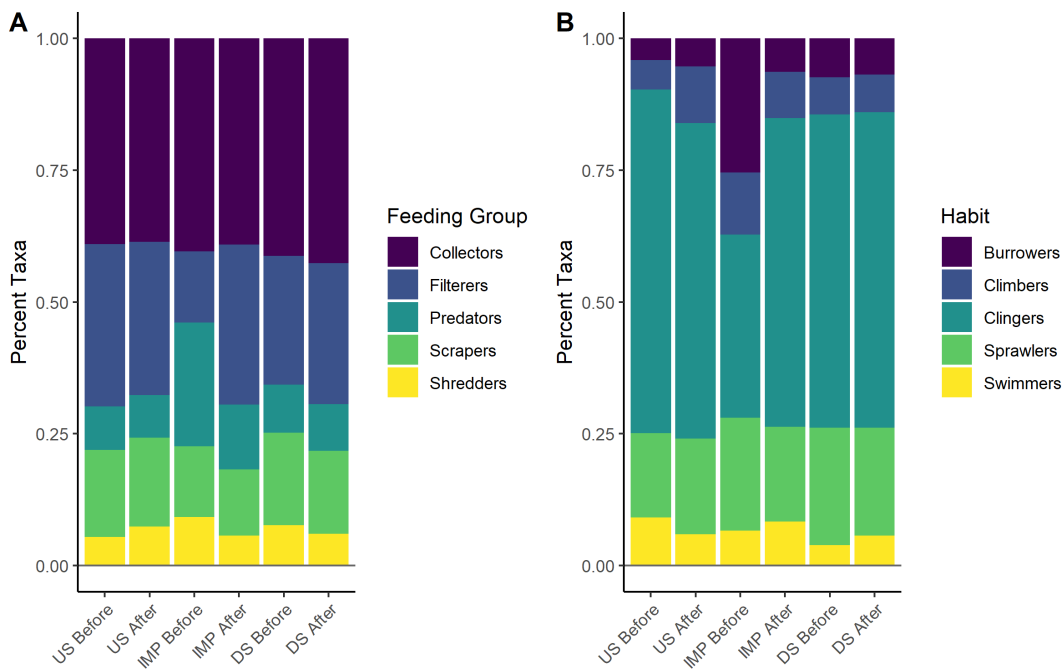 A
Percent Taxa
1.00
0.75
0.50
0.25
0.00
US Before
US After
IMP Before
IMP After
DS Before
DS After
Feeding Group
Collectors
Filterers
Predators
Scrapers
Shredders
B
Percent Taxa
1.00
0.75
0.50
0.25
0.00
US Before
US After
IMP Before
IMP After
DS Before
DS After
Habit
Burrowers
Climbers
Clingers
Sprawlers
Swimmers